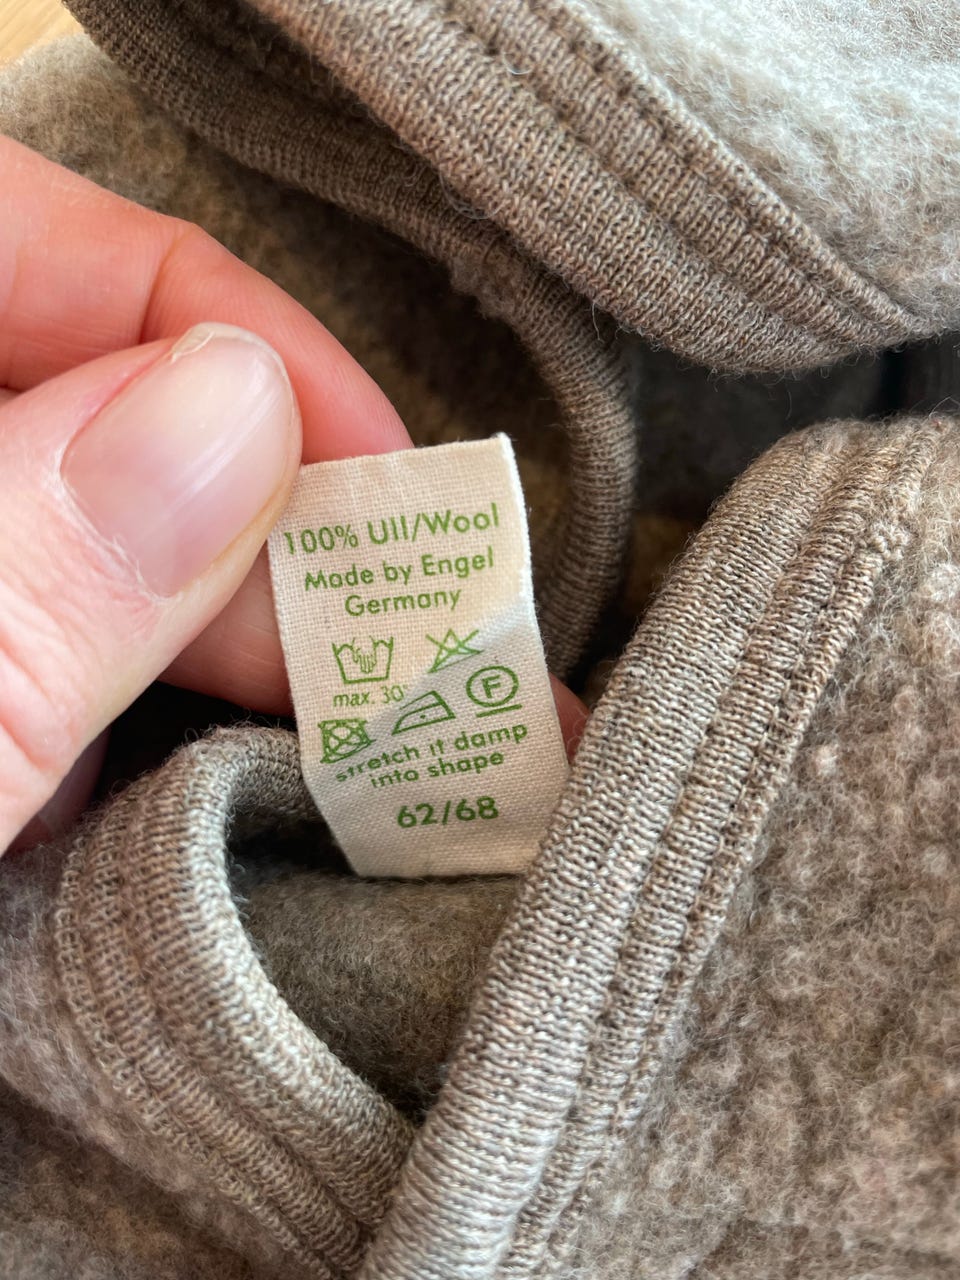 100% Ull/Wool
Made by Engel
Germany
max 30°
F
stretch it damp
into shape
62/68